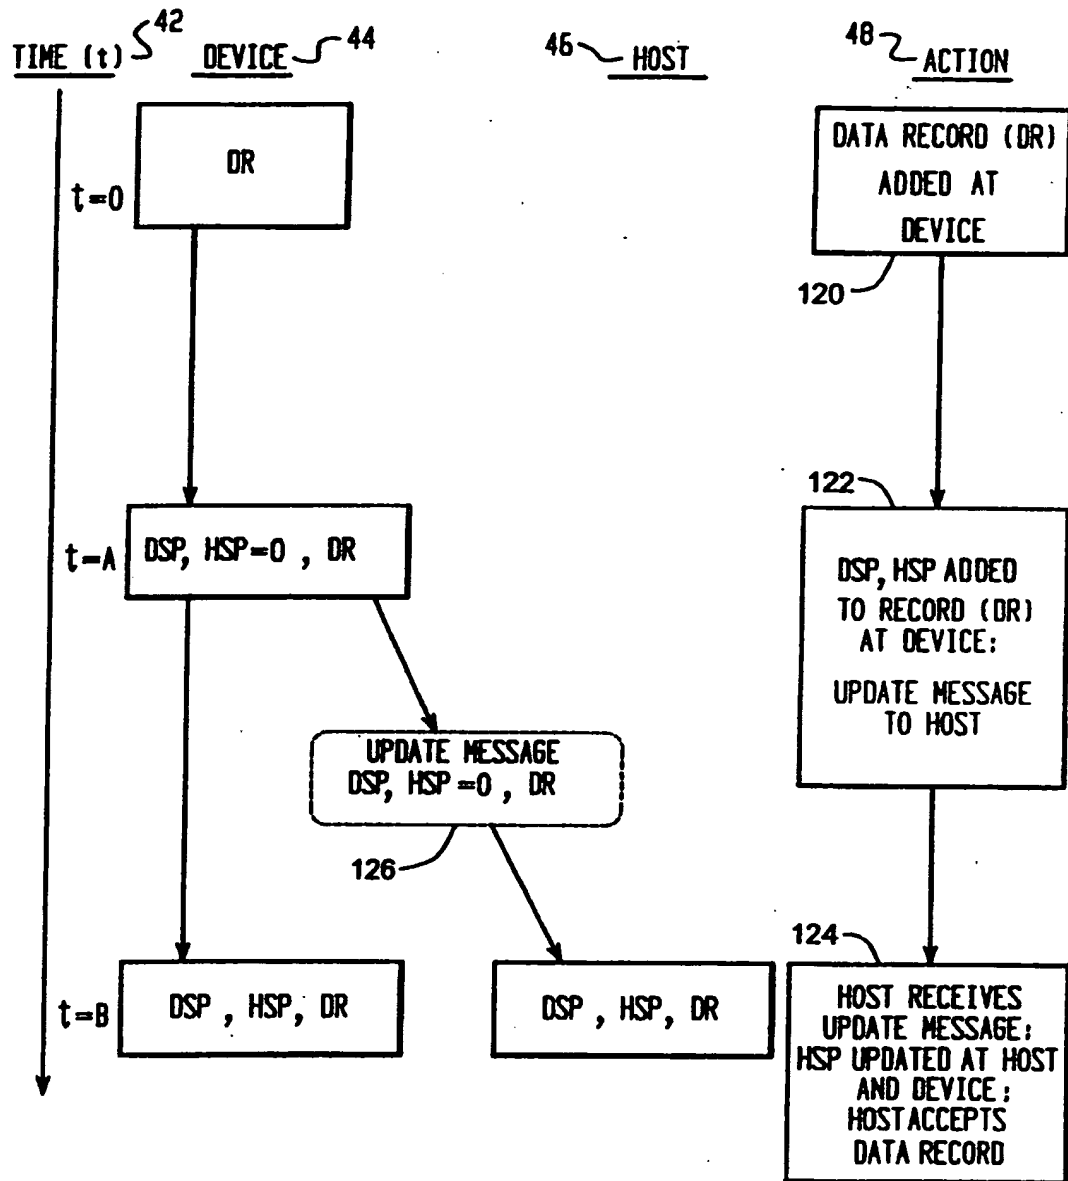 42
44
46
48
TIME (t)
DEVICE
HOST
ACTION
DR
t=0
DATA RECORD (DR)
ADDED AT
DEVICE
120
122
t=A
DSP, HSP=0 , DR
DSP, HSP ADDED
TO RECORD (DR)
AT DEVICE:
UPDATE MESSAGE
TO HOST
UPDATE MESSAGE
DSP, HSP=0 , DR
126
124
t=B
DSP , HSP, DR
DSP , HSP, DR
HOST RECEIVES
UPDATE MESSAGE:
HSP UPDATED AT HOST
AND DEVICE:
HOST ACCEPTS
DATA RECORD